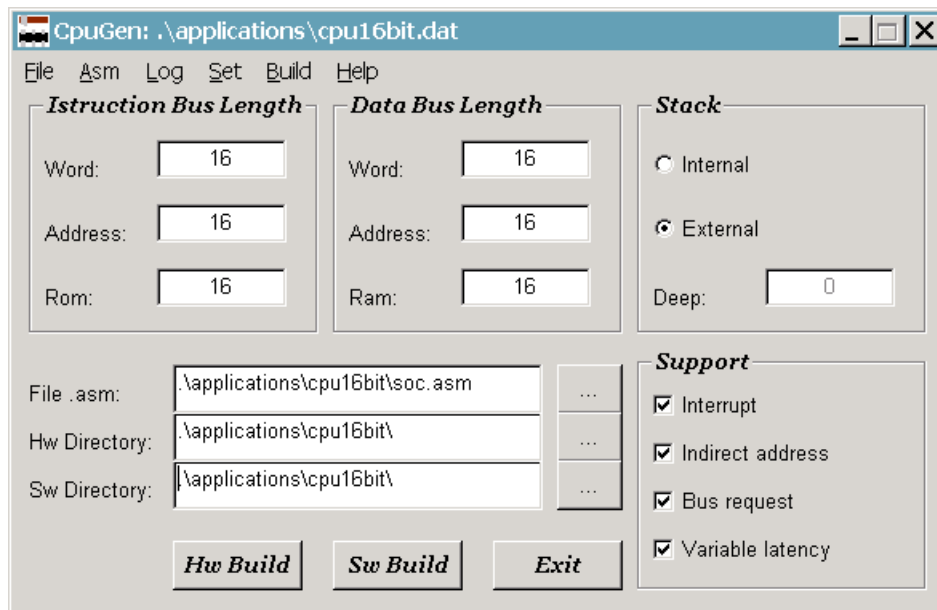 CpuGen: .\applications\cpu16bit.dat
File Asm Log Set Build Help
Istruction Bus Length
Word: 16
Address: 16
Rom: 16
Data Bus Length
Word: 16
Address: 16
Ram: 16
Stack
Internal
External
Deep: 0
File .asm: .\applications\cpu16bit\soc.asm ...
Hw Directory: .\applications\cpu16bit\ ...
Sw Directory: .\applications\cpu16bit\ ...
Support
Interrupt
Indirect address
Bus request
Variable latency
Hw Build Sw Build Exit